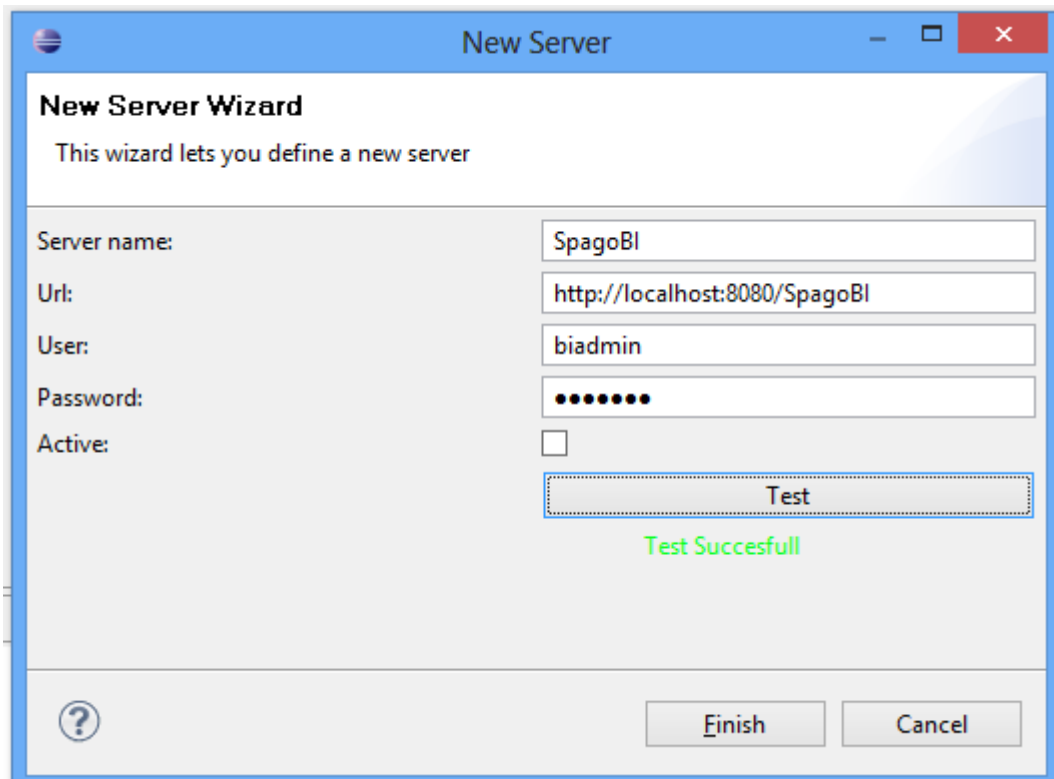 New Server
New Server Wizard
This wizard lets you define a new server
Server name: SpagoBI
Url: http://localhost:8080/SpagoBI
User: biadmin
Password: •••••••
Active:
Test
Test Succesfull
? Finish Cancel